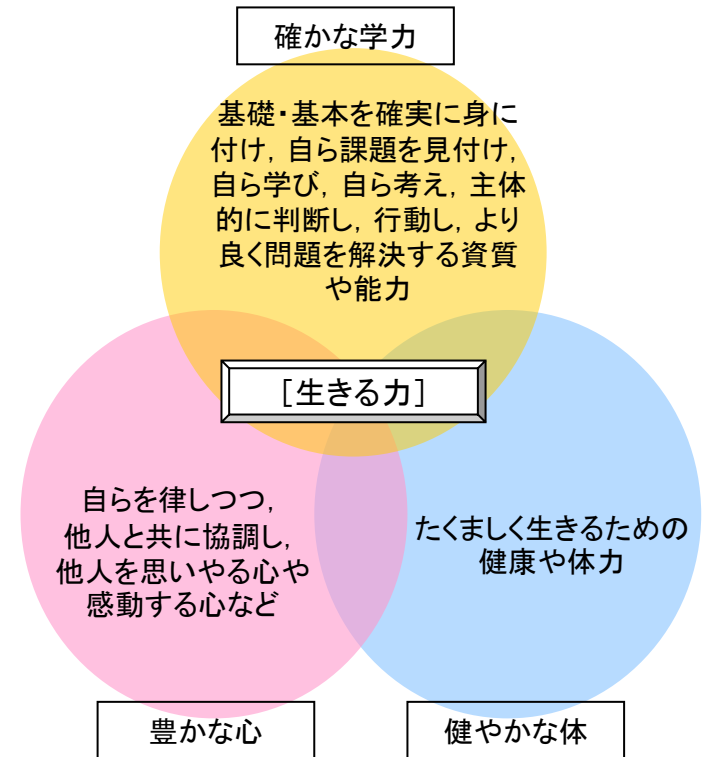 確かな学力
基礎・基本を確実に身に
付け，自ら課題を見付け，
自ら学び，自ら考え，主体
的に判断し，行動し，より
良く問題を解決する資質
や能力
［生きる力］
自らを律しつつ，
他人と共に協調し，
他人を思いやる心や
感動する心など
たくましく生きるための
健康や体力
豊かな心
健やかな体